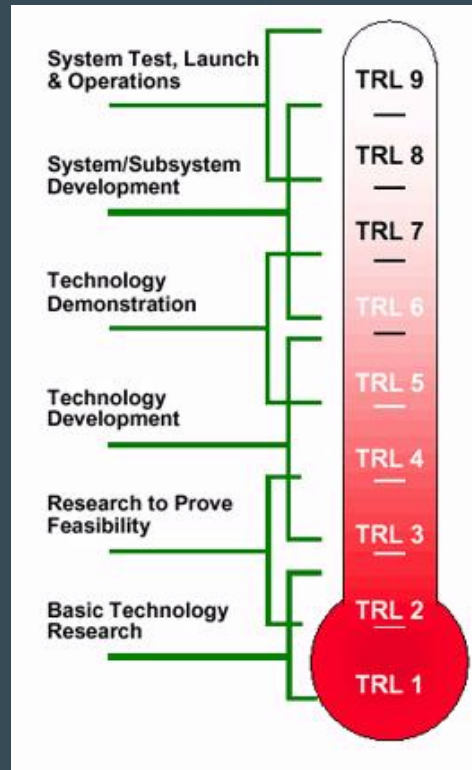 System Test, Launch
& Operations
System/Subsystem
Development
Technology
Demonstration
Technology
Development
Research to Prove
Feasibility
Basic Technology
Research
TRL 9
TRL 8
TRL 7
TRL 6
TRL 5
TRL 4
TRL 3
TRL 2
TRL 1